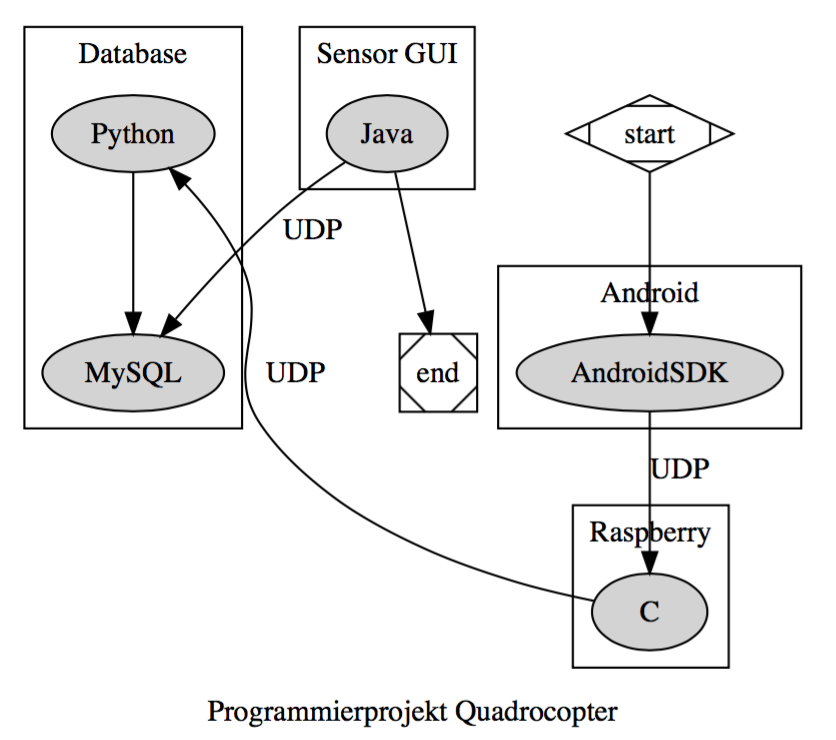 Database
Sensor GUI
Python
Java
start
UDP
Android
MySQL
UDP
end
AndroidSDK
UDP
Raspberry
C
Programmierprojekt Quadrocopter